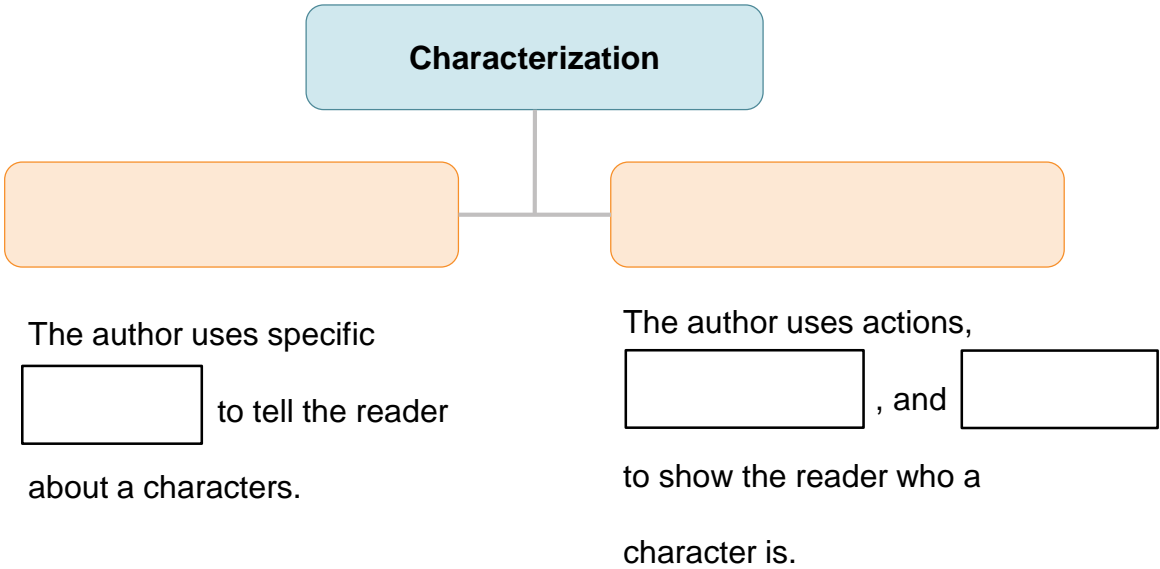 Characterization
The author uses specific
to tell the reader
about a characters.
The author uses actions,
, and
to show the reader who a
character is.